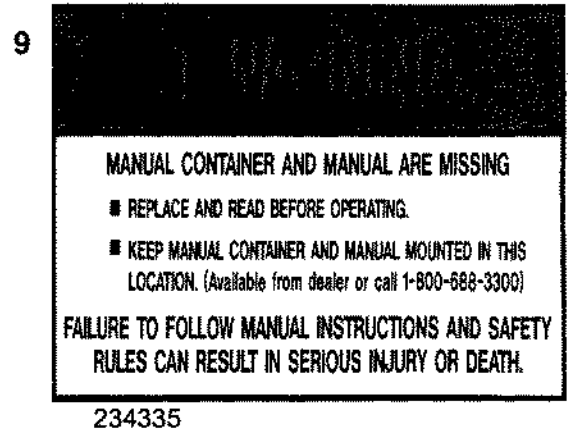 9
WARNING
MANUAL CONTAINER AND MANUAL ARE MISSING
■ REPLACE AND READ BEFORE OPERATING.
■ KEEP MANUAL CONTAINER AND MANUAL MOUNTED IN THIS
LOCATION. (Available from dealer or call 1-800-688-3300)
FAILURE TO FOLLOW MANUAL INSTRUCTIONS AND SAFETY
RULES CAN RESULT IN SERIOUS INJURY OR DEATH.
234335